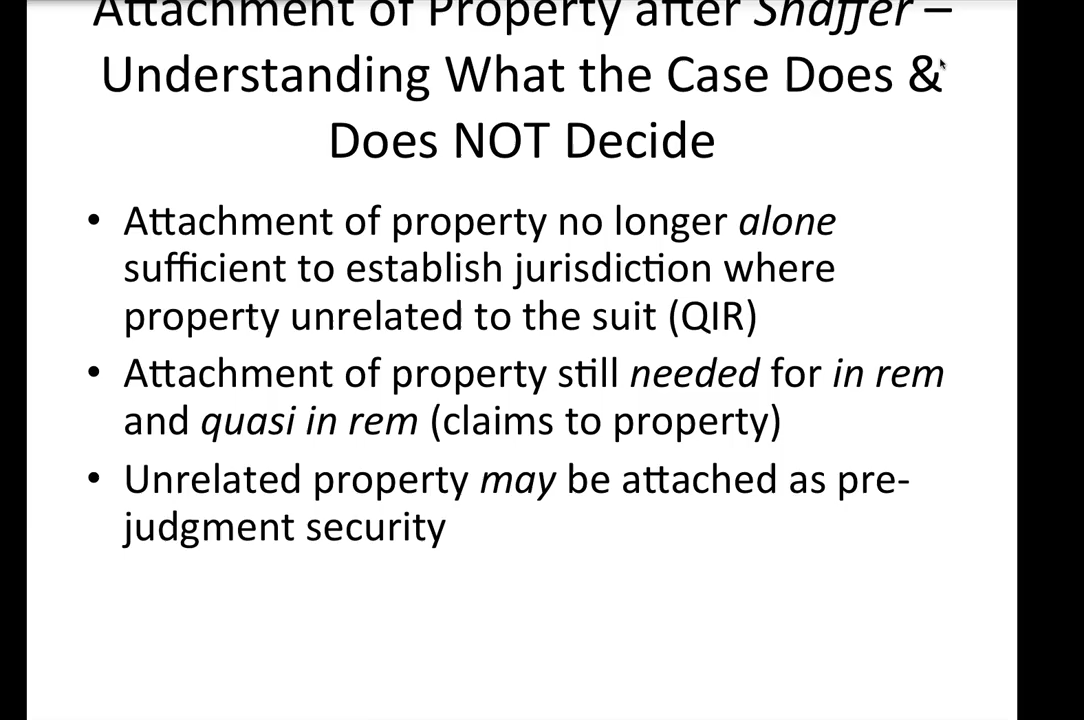 Attachment of Property after Shaffer –
Understanding What the Case Does &
Does NOT Decide
• Attachment of property no longer alone
sufficient to establish jurisdiction where
property unrelated to the suit (QIR)
• Attachment of property still needed for in rem
and quasi in rem (claims to property)
• Unrelated property may be attached as pre-
judgment security